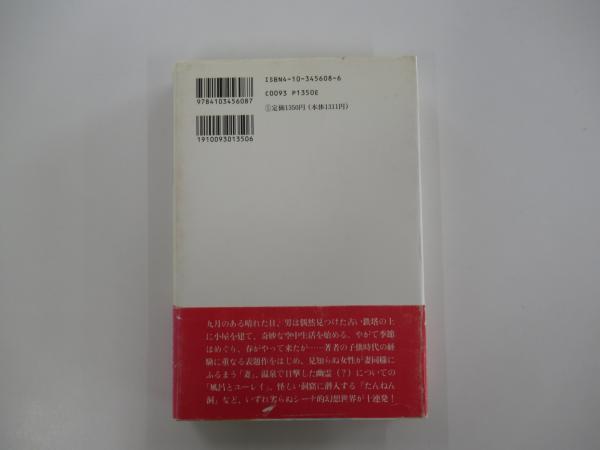 ISBN4-10-345608-6
C0093 P1350E
①定価1350円(本体1311円)
9784103456087
1910093013506
九月のある晴れた日、男は偶然見つけた古い鉄塔の上
に小屋を建て、奇妙な空中生活を始める。やがて季節
はめぐり、春がやって来たが……著者の子供時代の経
験に重なる表題作をはじめ、見知らぬ女性が妻同様に
ふるまう「妻」、温泉で目撃した幽霊(?)についての
「風呂とユーレイ」、怪しい洞窟に潜入する「たんねん
洞」など、いずれ劣らぬシーナ的幻想世界が十連発!